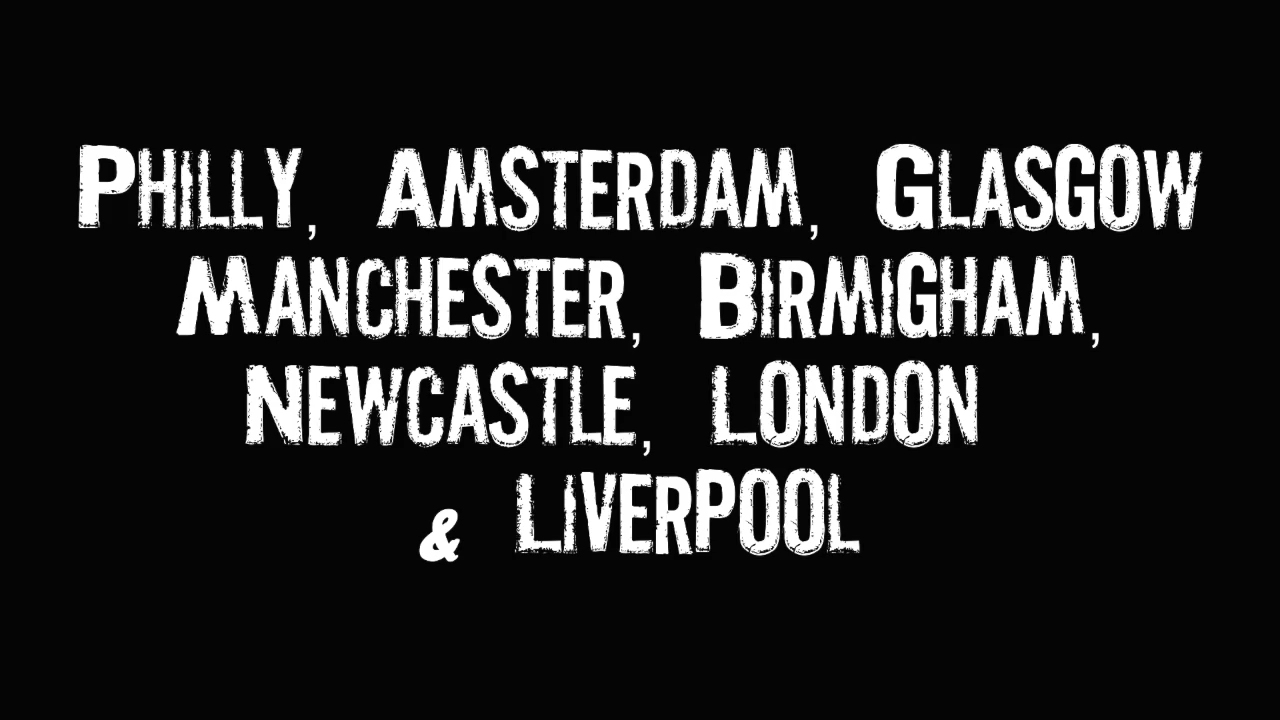 Philly, Amsterdam, Glasgow
Manchester, Birmigham,
Newcastle, London
& Liverpool